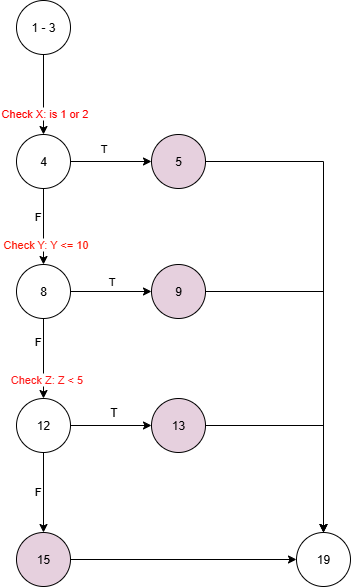 1 - 3
Check X: is 1 or 2
4
T
5
F
Check Y: Y <= 10
8
T
9
F
Check Z: Z < 5
12
T
13
F
15
19